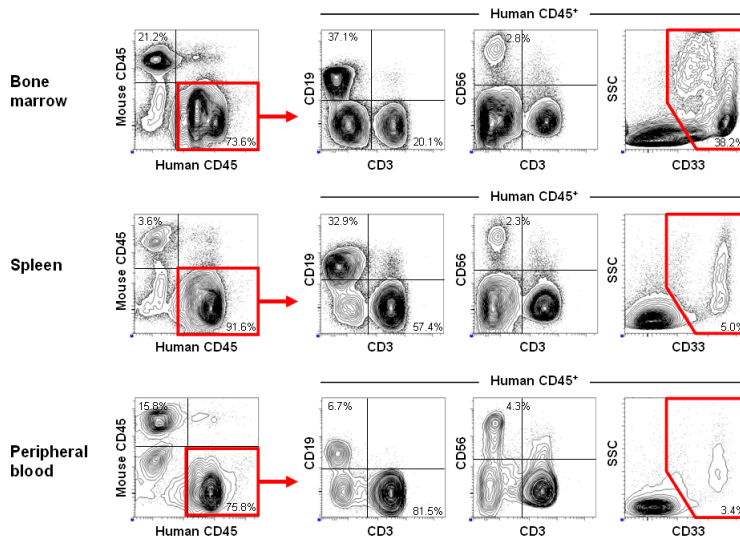 Human CD45+
Bone
marrow
Mouse CD45
21.2%
73.6%
Human CD45
CD19
37.1%
20.1%
CD3
CD56
2.8%
CD3
SSC
38.2%
CD33
Human CD45+
Spleen
Mouse CD45
3.6%
91.6%
Human CD45
CD19
32.9%
57.4%
CD3
CD56
2.3%
CD3
SSC
5.0%
CD33
Human CD45+
Peripheral
blood
Mouse CD45
15.8%
75.8%
Human CD45
CD19
6.7%
81.5%
CD3
CD56
4.3%
CD3
SSC
3.4%
CD33